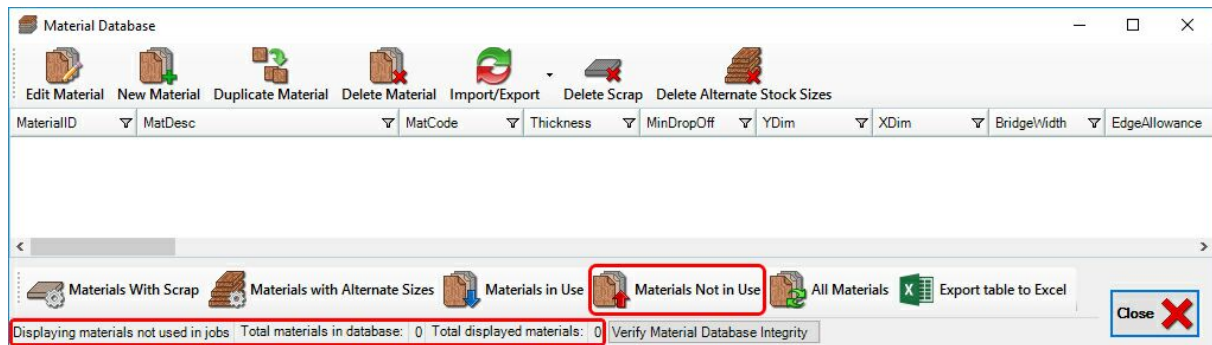 Material Database
Edit Material New Material Duplicate Material Delete Material Import/Export Delete Scrap Delete Alternate Stock Sizes
MaterialID MatDesc MatCode Thickness MinDropOff YDim XDim BridgeWidth EdgeAllowance
Materials With Scrap Materials with Alternate Sizes Materials in Use Materials Not in Use All Materials Export table to Excel
Close
Displaying materials not used in jobs Total materials in database: 0 Total displayed materials: 0 Verify Material Database Integrity